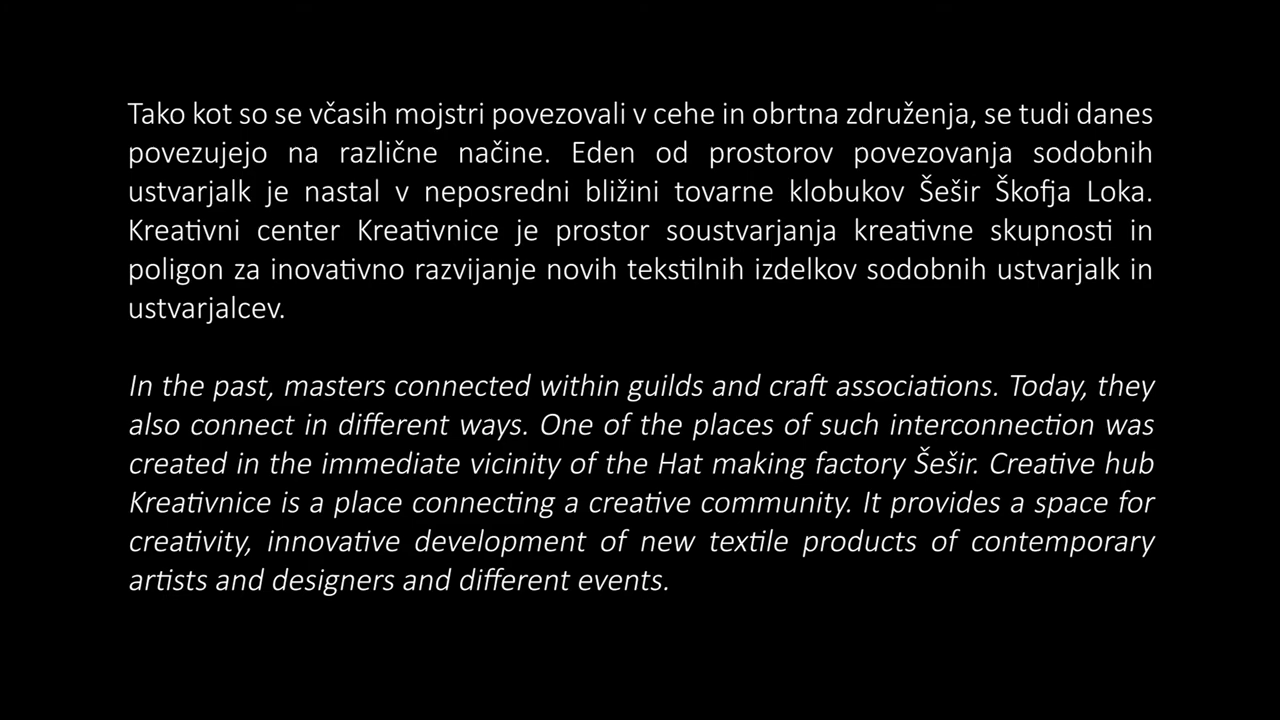 Tako kot so se včasih mojstri povezovali v cehe in obrtna združenja, se tudi danes
povezujejo na različne načine. Eden od prostorov povezovanja sodobnih
ustvarjalk je nastal v neposredni bližini tovarne klobukov Šešir Škofja Loka.
Kreativni center Kreativnice je prostor soustvarjanja kreativne skupnosti in
poligon za inovativno razvijanje novih tekstilnih izdelkov sodobnih ustvarjalk in
ustvarjalcev.
In the past, masters connected within guilds and craft associations. Today, they
also connect in different ways. One of the places of such interconnection was
created in the immediate vicinity of the Hat making factory Šešir. Creative hub
Kreativnice is a place connecting a creative community. It provides a space for
creativity, innovative development of new textile products of contemporary
artists and designers and different events.